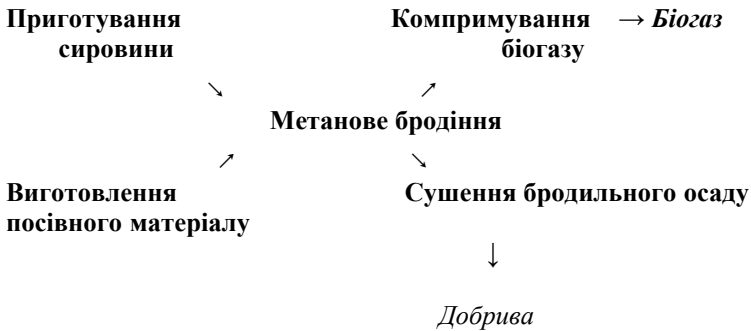 Приготування
сировини
Компримування → Біогаз
біогазу
Метанове бродіння
Виготовлення
посівного матеріалу
Сушення бродильного осаду
Добрива